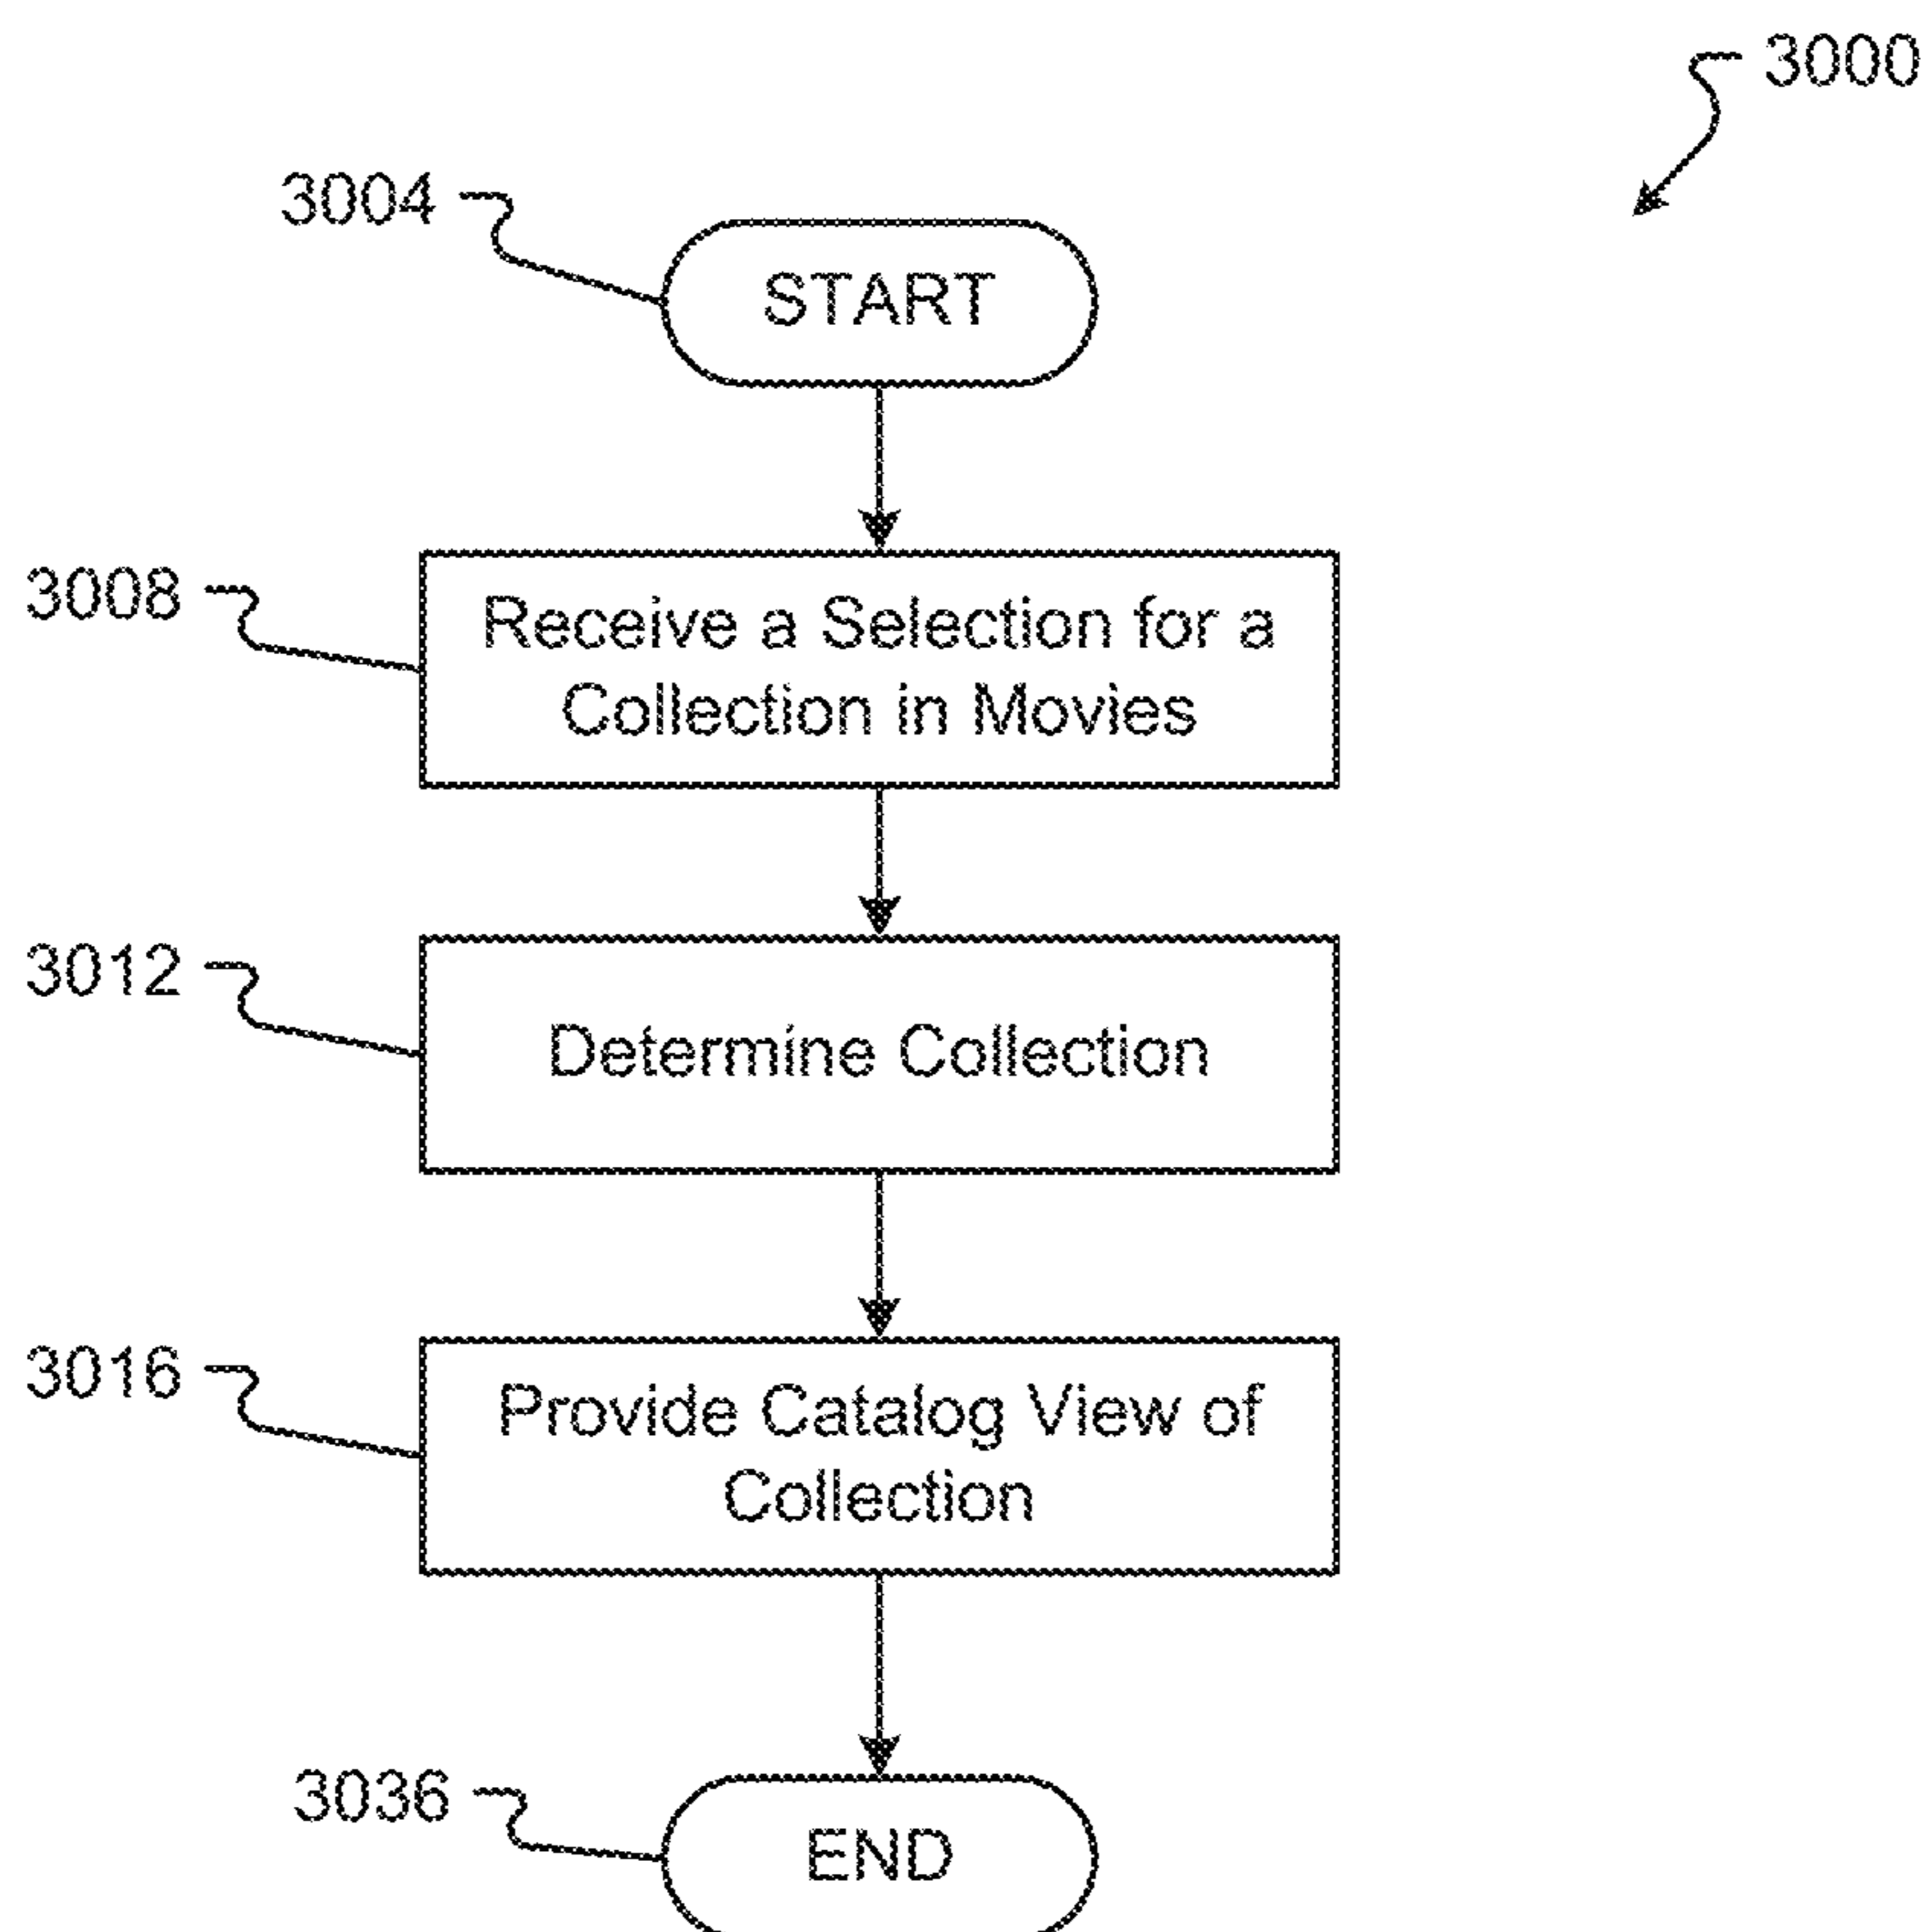 3000
3004
START
3008
Receive a Selection for a
Collection in Movies
3012
Determine Collection
3016
Provide Catalog View of
Collection
3036
END